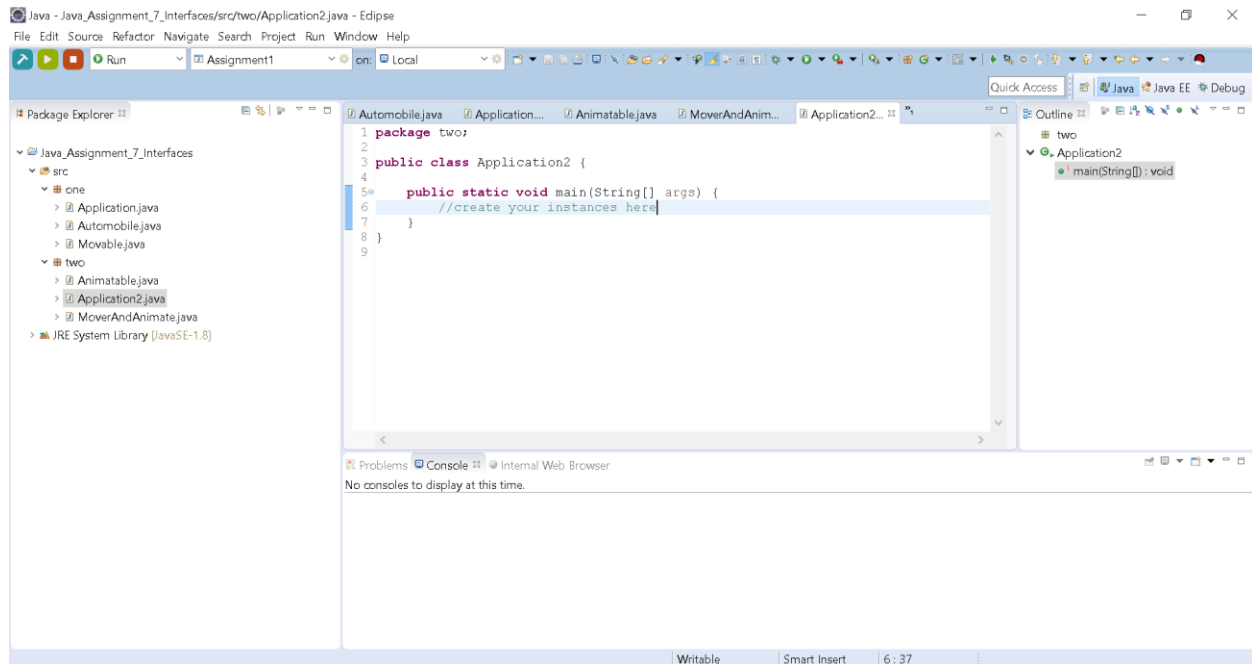 Java - Java_Assignment_7_Interfaces/src/two/Application2.java - Eclipse
File Edit Source Refactor Navigate Search Project Run Window Help
Run Assignment1 on: Local
Quick Access Java Java EE Debug
Package Explorer
Java_Assignment_7_Interfaces
src
one
Application.java
Automobile.java
Movable.java
two
Animatable.java
Application2.java
MoverAndAnimate.java
JRE System Library [JavaSE-1.8]
Automobile.java Application.... Animatable.java MoverAndAnim... Application2... »1
1 package two;
2
3 public class Application2 {
4
5 public static void main(String[] args) {
6 //create your instances here
7 }
8 }
9
Outline
two
Application2
main(String[]) : void
Problems Console Internal Web Browser
No consoles to display at this time.
Writable Smart Insert 6 : 37